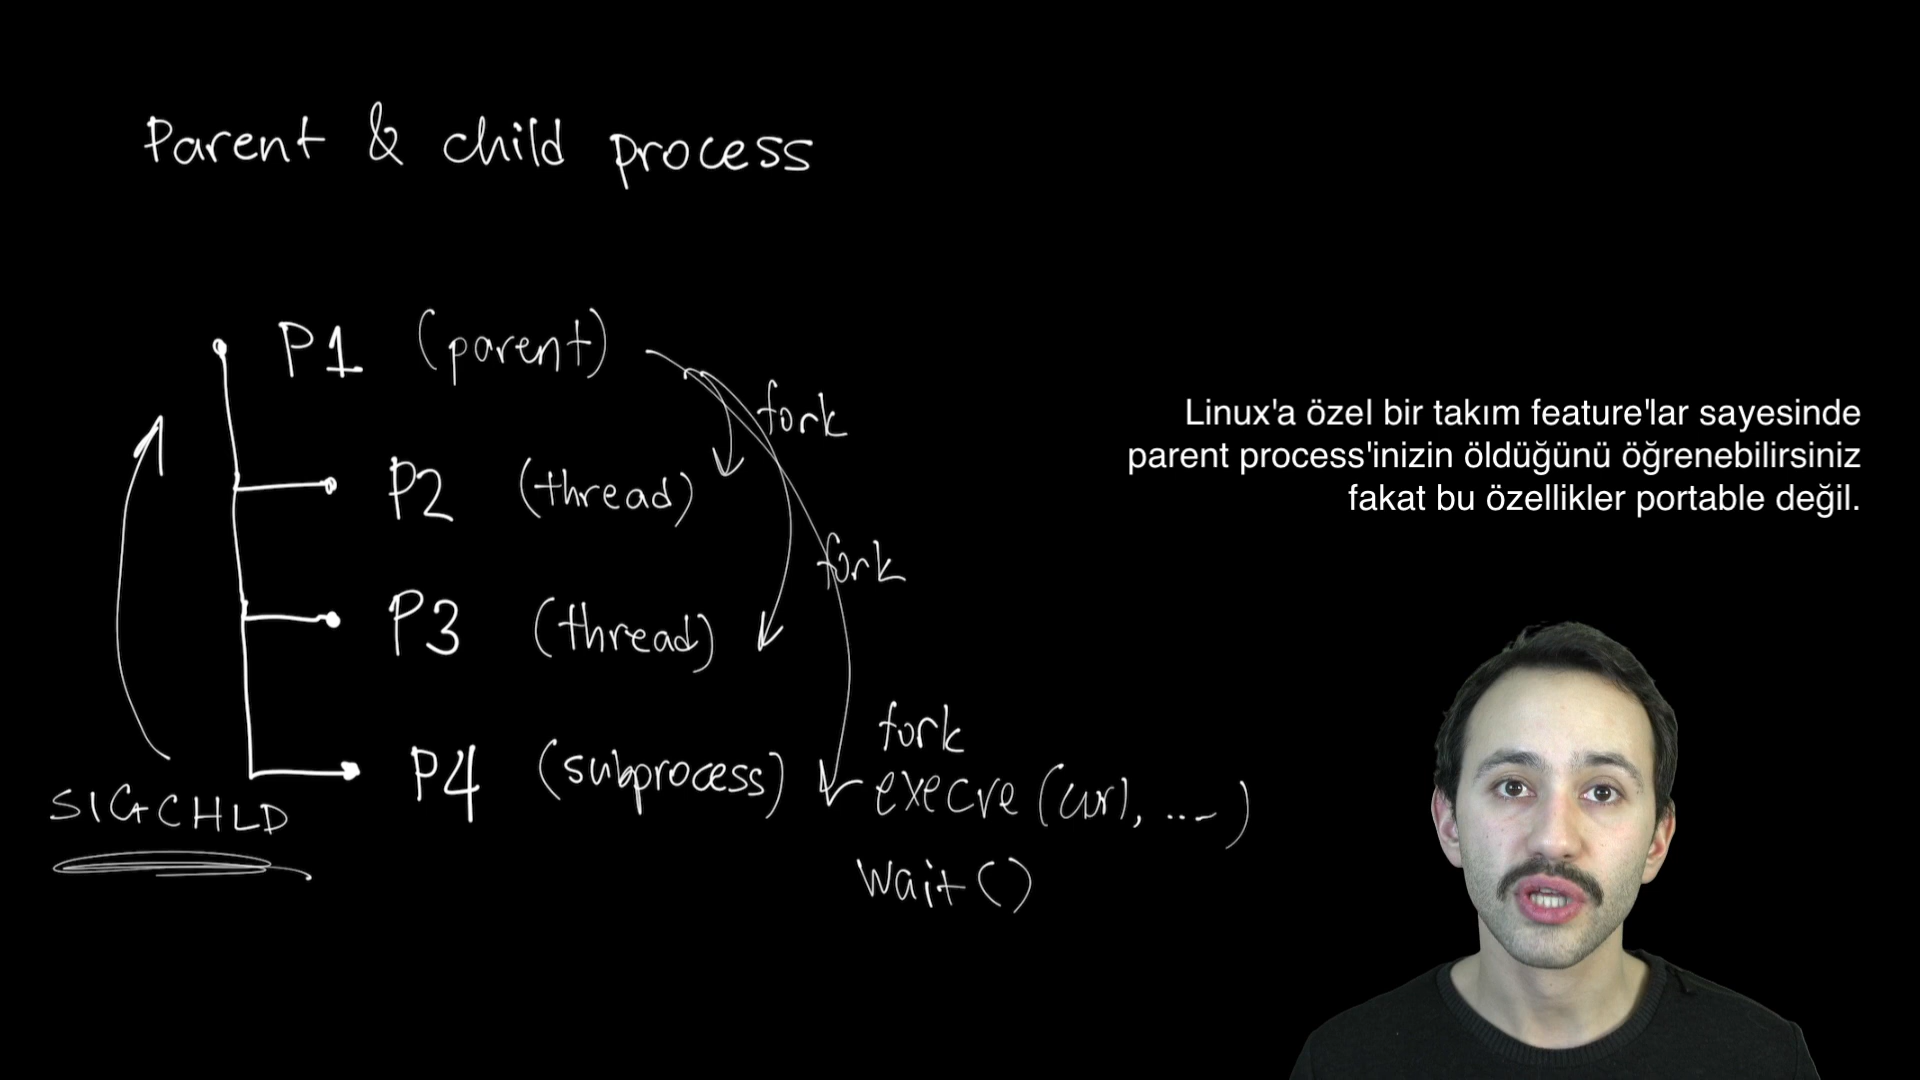 Parent & child process
P1 (parent)
fork
P2 (thread)
fork
P3 (thread)
fork
P4 (subprocess)
execve (curl, ....)
wait ()
SIGCHLD
Linux'a özel bir takım feature'lar sayesinde
parent process'inizin öldüğünü öğrenebilirsiniz
fakat bu özellikler portable değil.